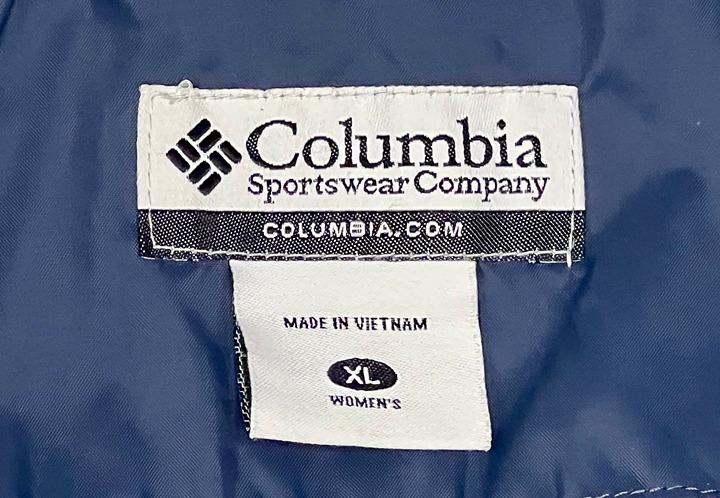 Columbia
Sportswear Company
COLUMBIA.COM
MADE IN VIETNAM
XL
WOMEN'S